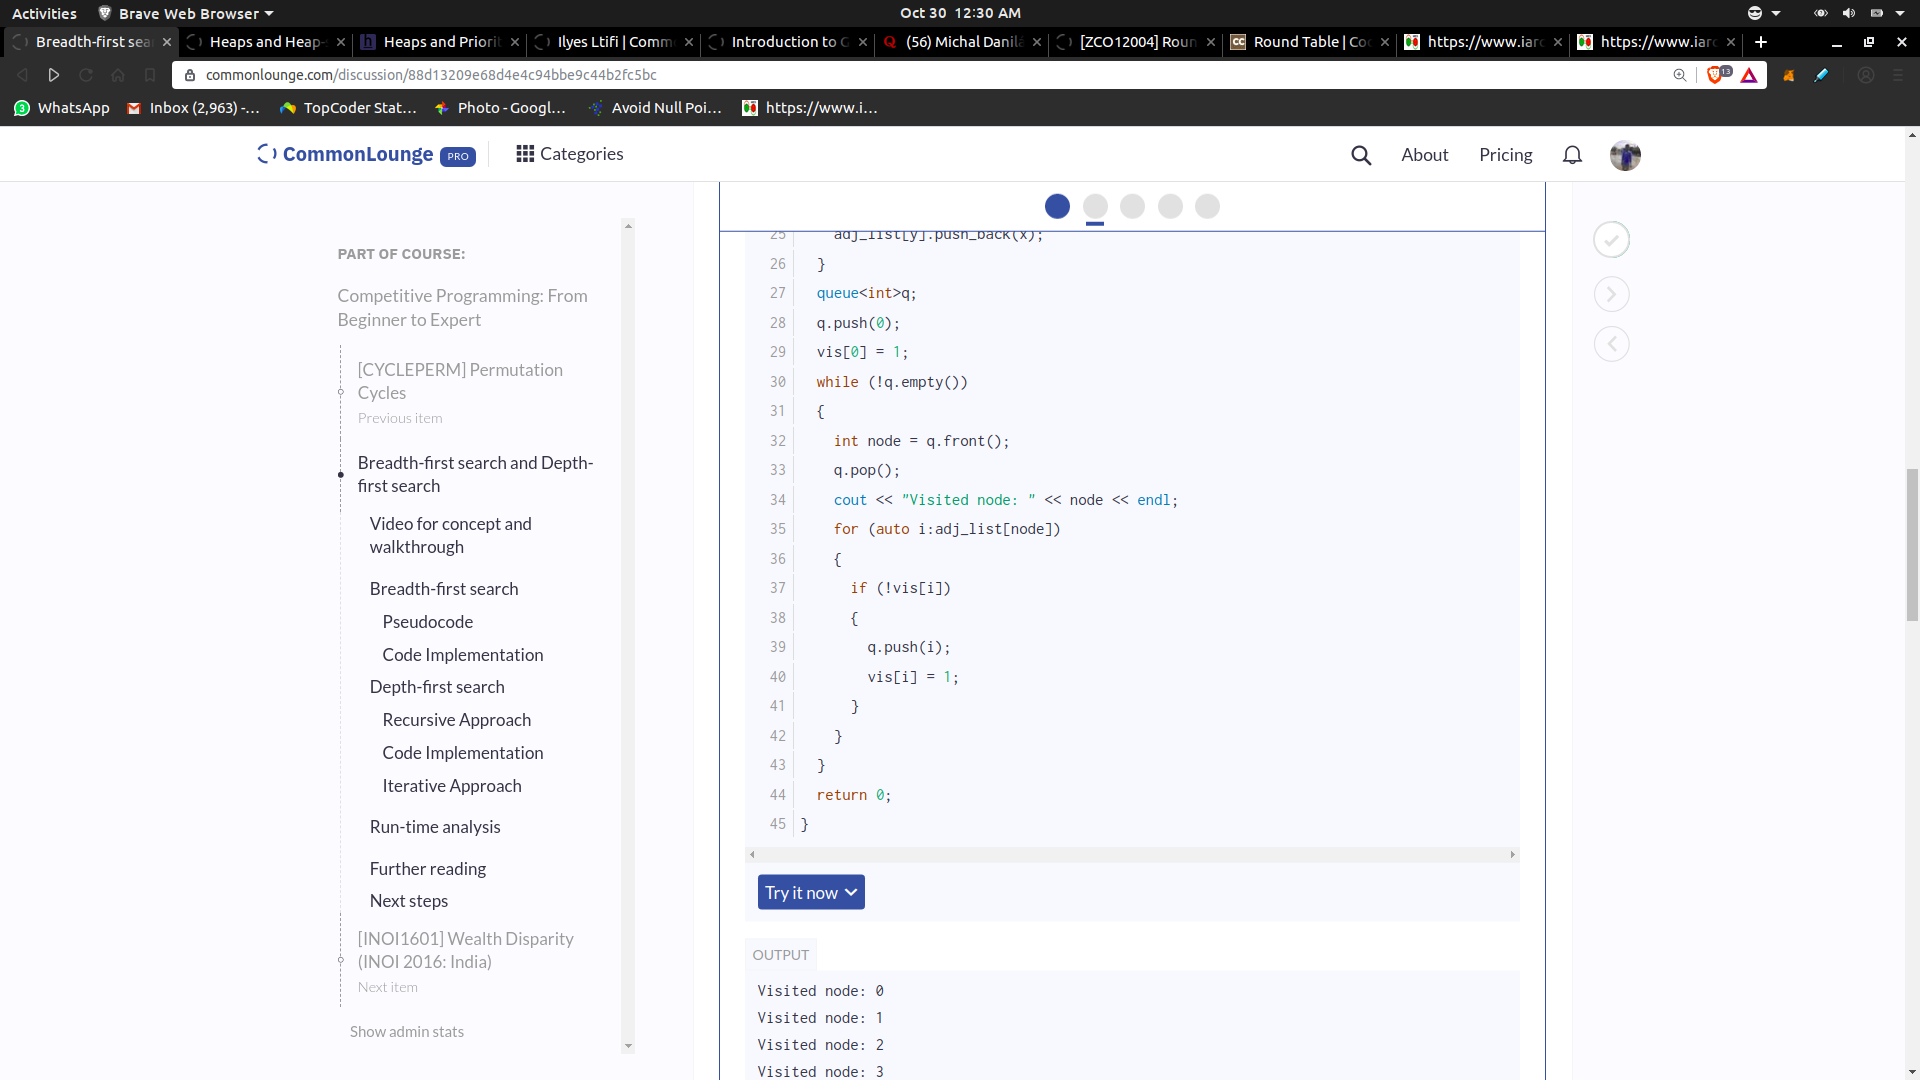 Activities
Brave Web Browser
Oct 30 12:30 AM
Breadth-first sea
Heaps and Heap-
Heaps and Priorit
Ilyes Ltifi | Comm
Introduction to G
(56) Michal Danilá
[ZCO12004] Roun
Round Table | Co
https://www.iarc
https://www.iarc
commonlounge.com/discussion/88d13209e68d4e4c94bbe9c44b2fc5bc
13
WhatsApp
Inbox (2,963) -...
TopCoder Stat...
Photo - Googl...
Avoid Null Poi...
https://www.i...
CommonLounge PRO
Categories
About
Pricing
PART OF COURSE:
Competitive Programming: From
Beginner to Expert
[CYCLEPERM] Permutation
Cycles
Previous item
Breadth-first search and Depth-
first search
Video for concept and
walkthrough
Breadth-first search
Pseudocode
Code Implementation
Depth-first search
Recursive Approach
Code Implementation
Iterative Approach
Run-time analysis
Further reading
Next steps
[INOI1601] Wealth Disparity
(INOI 2016: India)
Next item
Show admin stats
25 adj_list[y].push_back(x);
26 }
27 queue<int>q;
28 q.push(0);
29 vis[0] = 1;
30 while (!q.empty())
31 {
32 int node = q.front();
33 q.pop();
34 cout << "Visited node: " << node << endl;
35 for (auto i:adj_list[node])
36 {
37 if (!vis[i])
38 {
39 q.push(i);
40 vis[i] = 1;
41 }
42 }
43 }
44 return 0;
45 }
Try it now
OUTPUT
Visited node: 0
Visited node: 1
Visited node: 2
Visited node: 3